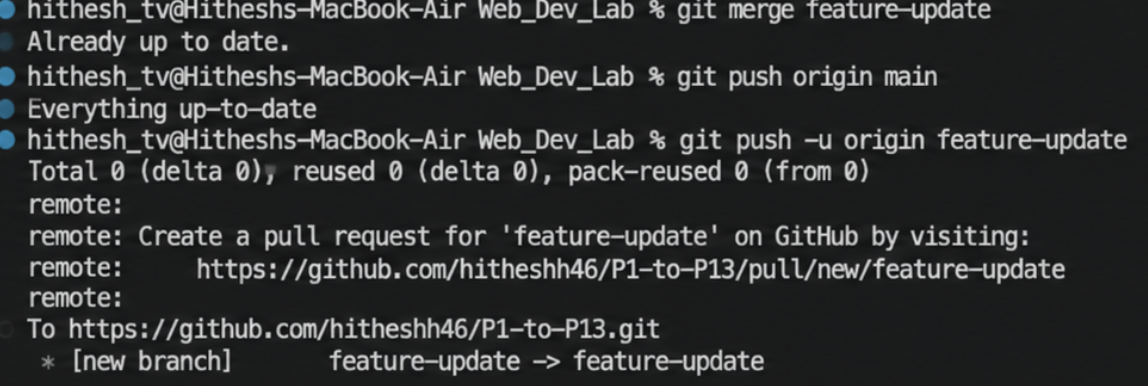 hithesh_tv@Hitheshs-MacBook-Air Web_Dev_Lab % git merge feature-update
Already up to date.
hithesh_tv@Hitheshs-MacBook-Air Web_Dev_Lab % git push origin main
Everything up-to-date
hithesh_tv@Hitheshs-MacBook-Air Web_Dev_Lab % git push -u origin feature-update
Total 0 (delta 0), reused 0 (delta 0), pack-reused 0 (from 0)
remote:
remote: Create a pull request for 'feature-update' on GitHub by visiting:
remote:      https://github.com/hitheshh46/P1-to-P13/pull/new/feature-update
remote:
To https://github.com/hitheshh46/P1-to-P13.git
 * [new branch]      feature-update -> feature-update